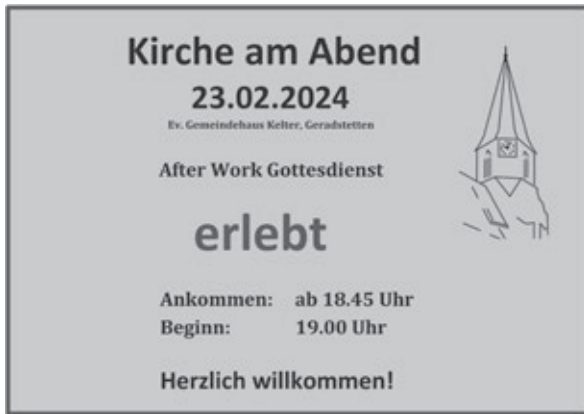 Kirche am Abend
23.02.2024
Ev. Gemeindehaus Kelter, Geradstetten
After Work Gottesdienst
erlebt
Ankommen: ab 18.45 Uhr
Beginn: 19.00 Uhr
Herzlich willkommen!